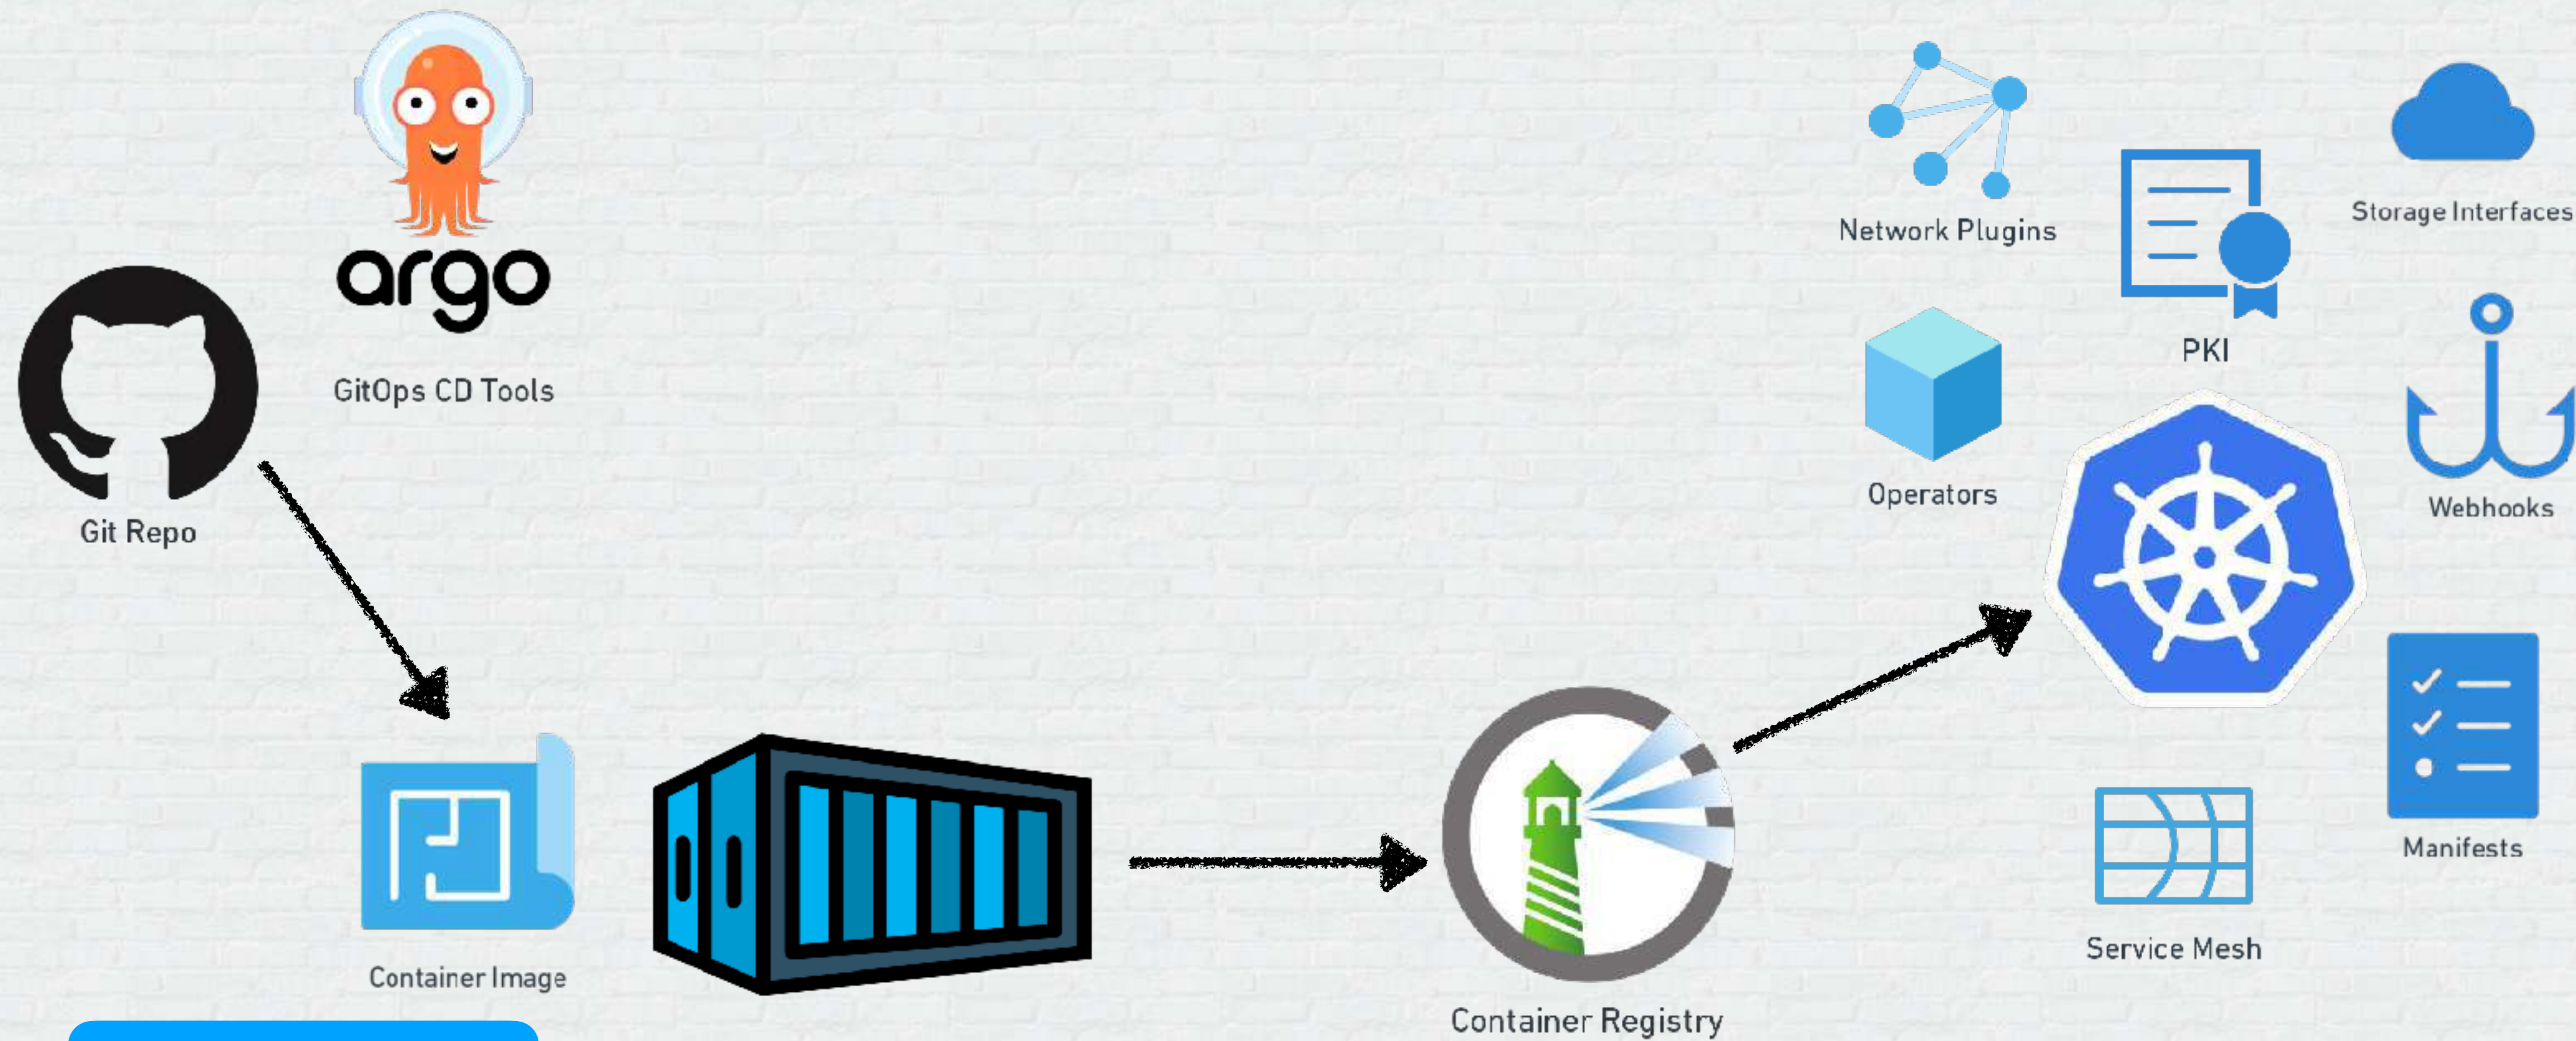 argo
GitOps CD Tools
Git Repo
Container Image
Container Registry
Network Plugins
Storage Interfaces
PKI
Operators
Webhooks
Manifests
Service Mesh